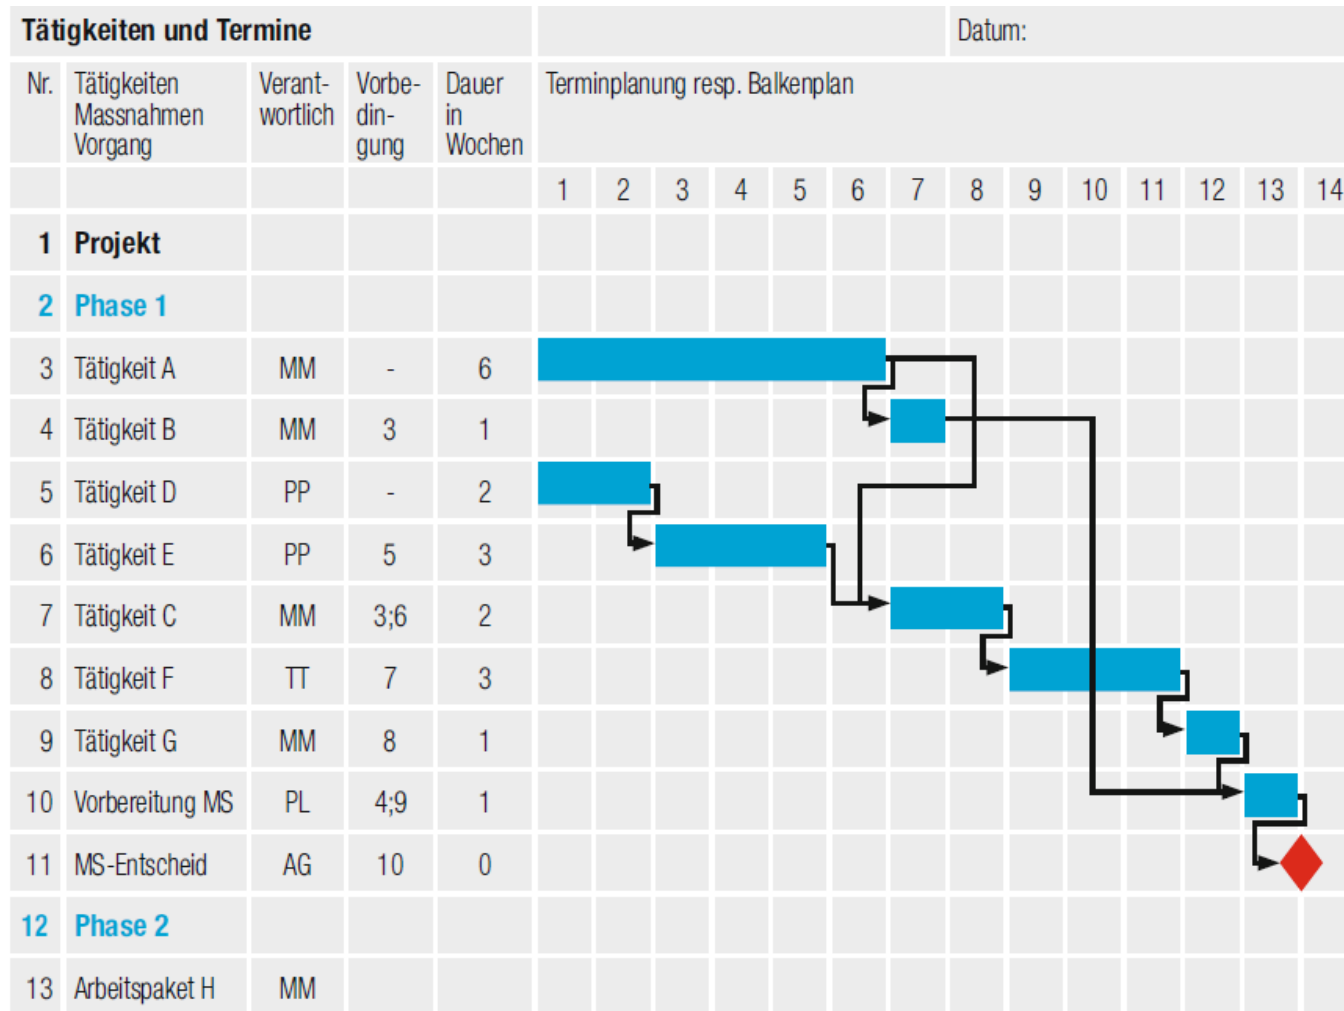 Tätigkeiten und Termine Datum:
Nr. Tätigkeiten Verant- Vorbe- Dauer Terminplanung resp. Balkenplan
Massnahmen wortlich din- in
Vorgang gung Wochen
1 2 3 4 5 6 7 8 9 10 11 12 13 14
1 Projekt
2 Phase 1
3 Tätigkeit A MM - 6
4 Tätigkeit B MM 3 1
5 Tätigkeit D PP - 2
6 Tätigkeit E PP 5 3
7 Tätigkeit C MM 3;6 2
8 Tätigkeit F TT 7 3
9 Tätigkeit G MM 8 1
10 Vorbereitung MS PL 4;9 1
11 MS-Entscheid AG 10 0
12 Phase 2
13 Arbeitspaket H MM